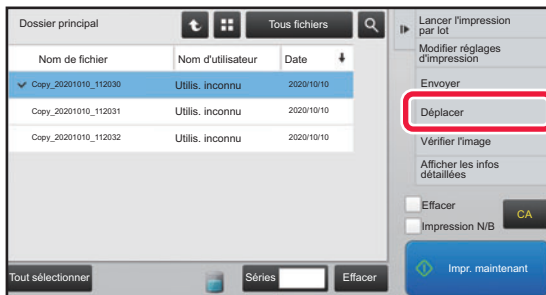 Dossier principal
Tous fichiers
Nom de fichier Nom d'utilisateur Date
Copy_20201010_112030 Utilis. inconnu 2020/10/10
Copy_20201010_112031 Utilis. inconnu 2020/10/10
Copy_20201010_112032 Utilis. inconnu 2020/10/10
Tout sélectionner Séries Effacer
Lancer l'impression
par lot
Modifier réglages
d'impression
Envoyer
Déplacer
Vérifier l'image
Afficher les infos
détaillées
Effacer
Impression N/B
CA
Impr. maintenant